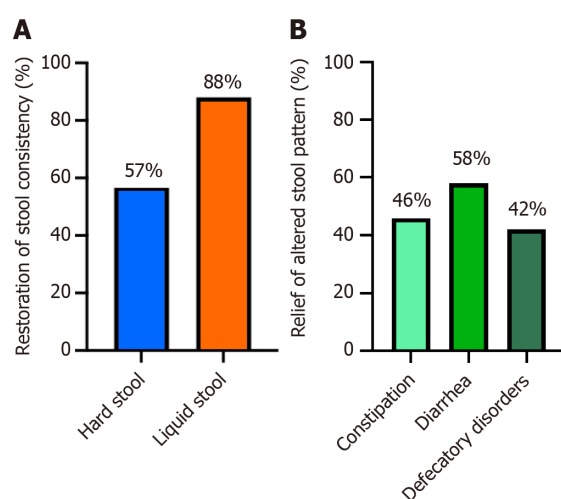 A
Restoration of stool consistency (%)
100
80
60
40
20
0
57%
88%
Hard stool
Liquid stool
B
Relief of altered stool pattern (%)
100
80
60
40
20
0
46%
58%
42%
Constipation
Diarrhea
Defecatory disorders